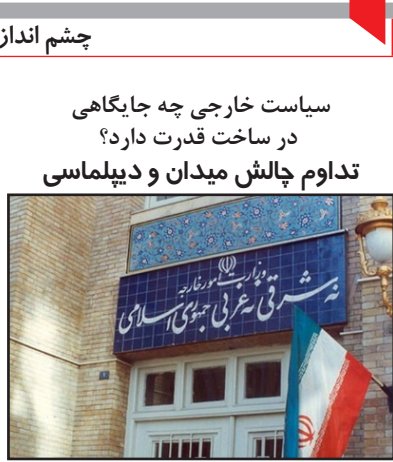 چشم انداز
سیاست خارجی چه جایگاهی
در ساخت قدرت دارد؟
تداوم چالش میدان و دیپلماسی
وزارت امور خارجه
نه شرقی نه غربی جمهوری اسلامی